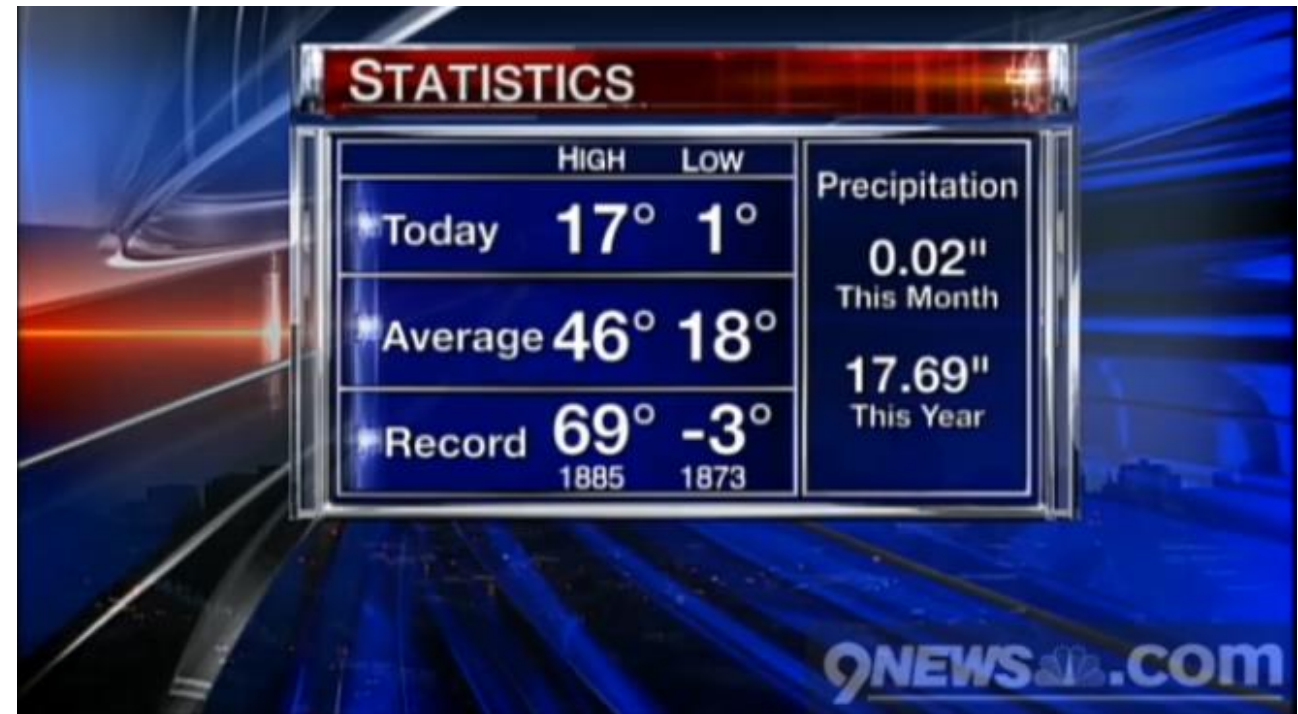 STATISTICS
HIGH LOW
Today 17° 1°
Average 46° 18°
Record 69° -3°
1885 1873
Precipitation
0.02"
This Month
17.69"
This Year
9NEWS.com